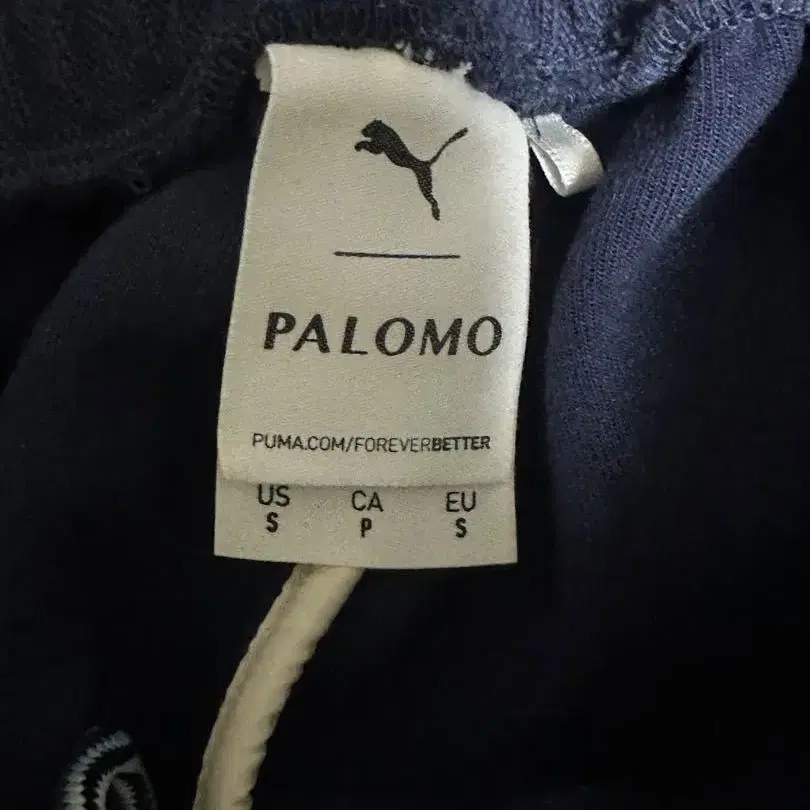 PALOMO
PUMA.COM/FOREVERBETTER
US CA EU
S P S